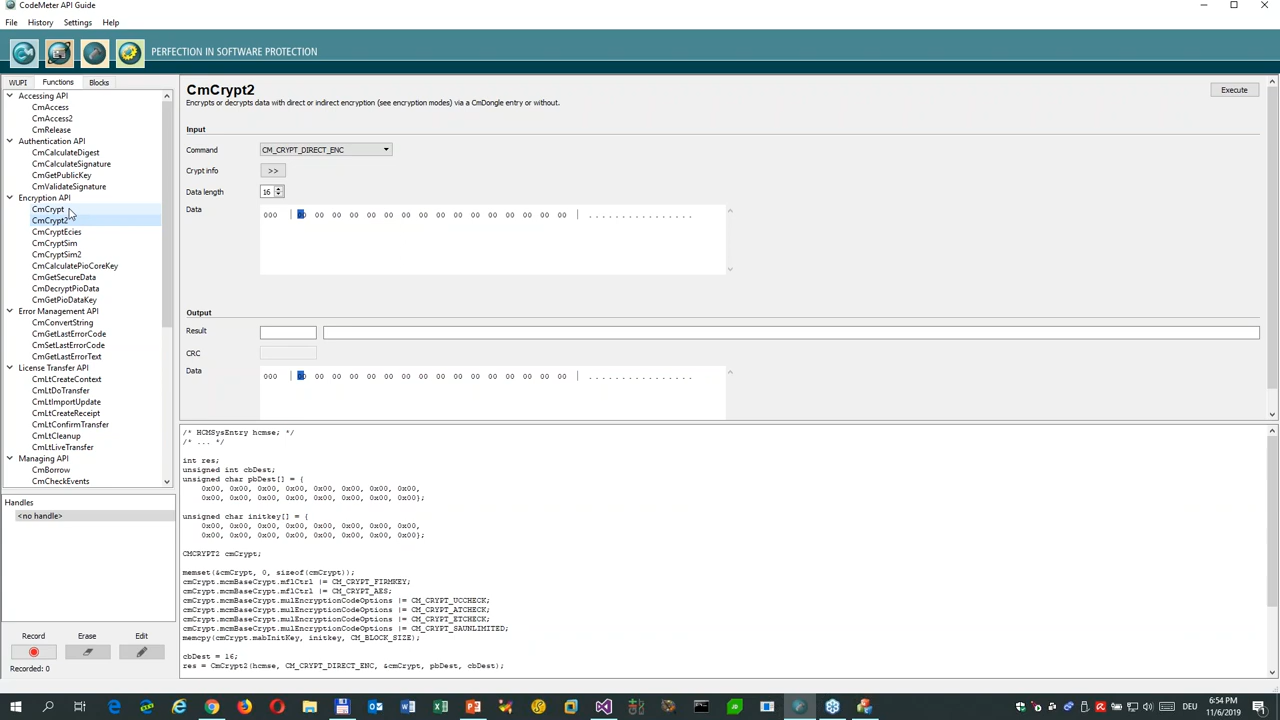 CodeMeter API Guide
File History Settings Help
PERFECTION IN SOFTWARE PROTECTION
WUPI Functions Blocks
Accessing API
CmAccess
CmAccess2
CmRelease
Authentication API
CmCalculateDigest
CmCalculateSignature
CmGetPublicKey
CmValidateSignature
Encryption API
CmCrypt
CmCrypt2
CmCryptEcies
CmCryptSim
CmCryptSim2
CmCalculatePioCoreKey
CmGetSecureData
CmDecryptPioData
CmGetPioDataKey
Error Management API
CmConvertString
CmGetLastErrorCode
CmSetLastErrorCode
CmGetLastErrorText
License Transfer API
CmLtCreateContext
CmLtDoTransfer
CmLtImportUpdate
CmLtCreateReceipt
CmLtConfirmTransfer
CmLtCleanup
CmLtLiveTransfer
Managing API
CmBorrow
CmCheckEvents
Handles
<no handle>
Record Erase Edit
Recorded: 0
CmCrypt2
Execute
Encrypts or decrypts data with direct or indirect encryption (see encryption modes) via a CmDongle entry or without.
Input
Command CM_CRYPT_DIRECT_ENC
Crypt info >>
Data length 16
Data 000 | 00 00 00 00 00 00 00 00 00 00 00 00 00 00 00 00 | . . . . . . . . . . . . . . . .
Output
Result
CRC
Data 000 | 00 00 00 00 00 00 00 00 00 00 00 00 00 00 00 00 | . . . . . . . . . . . . . . . .
/* HCMSysEntry hcmse; */
/* ... */
int res;
unsigned int cbDest;
unsigned char pbDest[] = {
0x00, 0x00, 0x00, 0x00, 0x00, 0x00, 0x00, 0x00,
0x00, 0x00, 0x00, 0x00, 0x00, 0x00, 0x00, 0x00};
unsigned char initkey[] = {
0x00, 0x00, 0x00, 0x00, 0x00, 0x00, 0x00, 0x00,
0x00, 0x00, 0x00, 0x00, 0x00, 0x00, 0x00, 0x00};
CMCRYPT2 cmCrypt;
memset(&cmCrypt, 0, sizeof(cmCrypt));
cmCrypt.mcmBaseCrypt.mflCtrl |= CM_CRYPT_FIRMKEY;
cmCrypt.mcmBaseCrypt.mflCtrl |= CM_CRYPT_AES;
cmCrypt.mcmBaseCrypt.mulEncryptionCodeOptions |= CM_CRYPT_UCCHECK;
cmCrypt.mcmBaseCrypt.mulEncryptionCodeOptions |= CM_CRYPT_ATCHECK;
cmCrypt.mcmBaseCrypt.mulEncryptionCodeOptions |= CM_CRYPT_ETCHECK;
cmCrypt.mcmBaseCrypt.mulEncryptionCodeOptions |= CM_CRYPT_SAUNLIMITED;
memcpy(cmCrypt.mabInitKey, initkey, CM_BLOCK_SIZE);
cbDest = 16;
res = CmCrypt2(hcmse, CM_CRYPT_DIRECT_ENC, &cmCrypt, pbDest, cbDest);
DEU
6:54 PM
11/6/2019